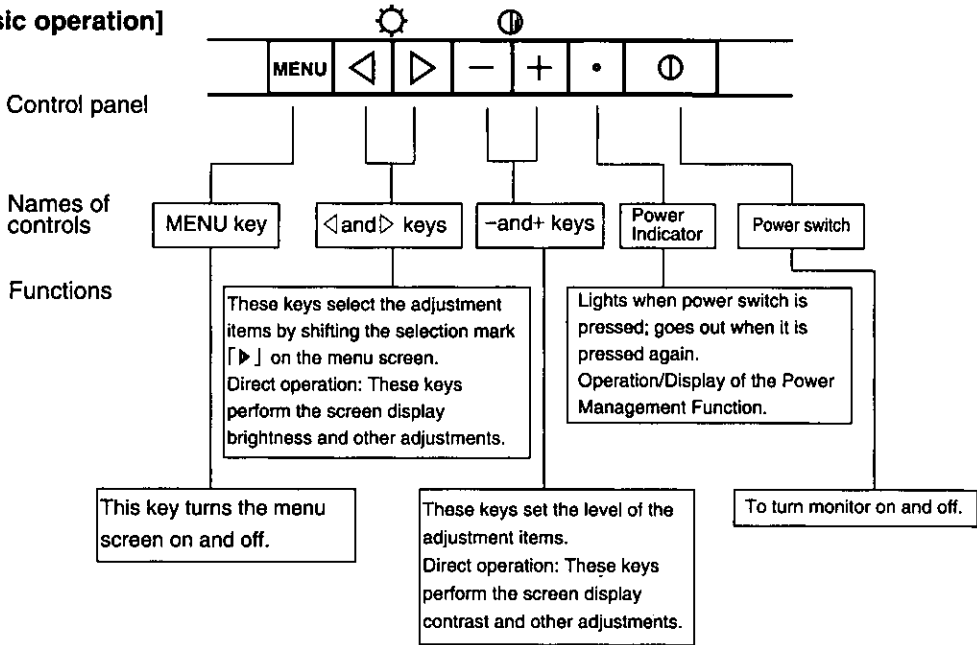 sic operation]
MENU ◁ ▷ − +
Control panel
Names of
controls
MENU key
◁and▷ keys
−and+ keys
Power
Indicator
Power switch
Functions
These keys select the adjustment
items by shifting the selection mark
「▶」 on the menu screen.
Direct operation: These keys
perform the screen display
brightness and other adjustments.
Lights when power switch is
pressed; goes out when it is
pressed again.
Operation/Display of the Power
Management Function.
This key turns the menu
screen on and off.
These keys set the level of the
adjustment items.
Direct operation: These keys
perform the screen display
contrast and other adjustments.
To turn monitor on and off.